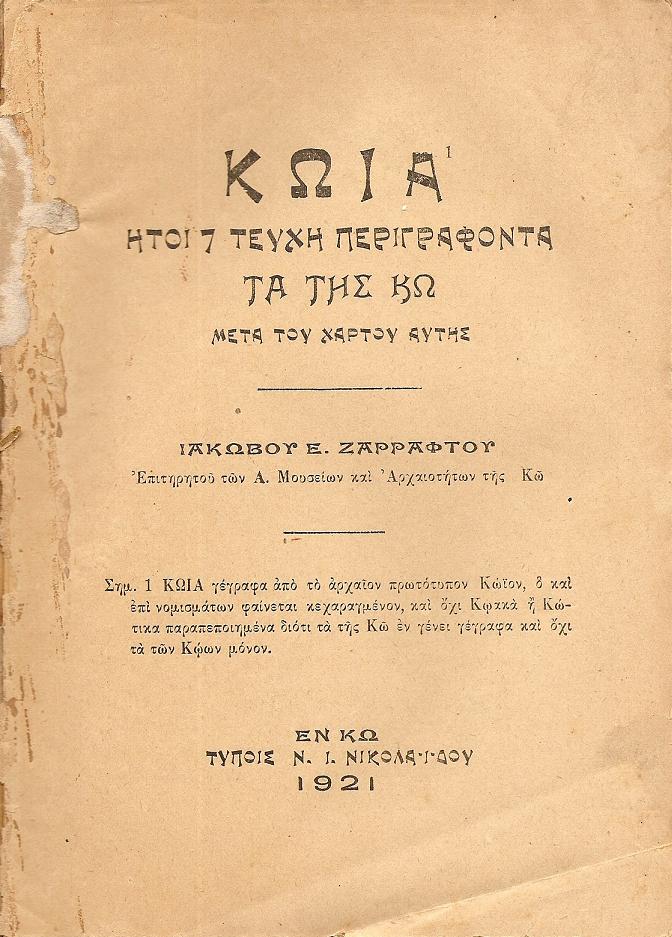 ΚΩΙΑ¹
ΗΤΟΙ 7 ΤΕΥΧΗ ΠΕΡΙΓΡΑΦΟΝΤΑ
ΤΑ ΤΗΣ ΚΩ
ΜΕΤΑ ΤΟΥ ΧΑΡΤΟΥ ΑΥΤΗΣ
ΙΑΚΩΒΟΥ Ε. ΖΑΡΡΑΦΤΟΥ
Ἐπιτηρητοῦ τῶν Α. Μουσείων καὶ Ἀρχαιοτήτων τῆς Κῶ
Σημ. 1 ΚΩΙΑ γέγραφα ἀπὸ τὸ ἀρχαῖον πρωτότυπον Κώϊον, ὃ καὶ
ἐπὶ νομισμάτων φαίνεται κεχαραγμένον, καὶ ὄχι Κῳακὰ ἢ Κώ-
τικα παραπεποιημένα διότι τὰ τῆς Κῶ ἐν γένει γέγραφα καὶ ὄχι
τὰ τῶν Κῴων μόνον.
ΕΝ ΚΩ
ΤΥΠΟΙΣ Ν. Ι. ΝΙΚΟΛΑ·Ι·ΔΟΥ
1921